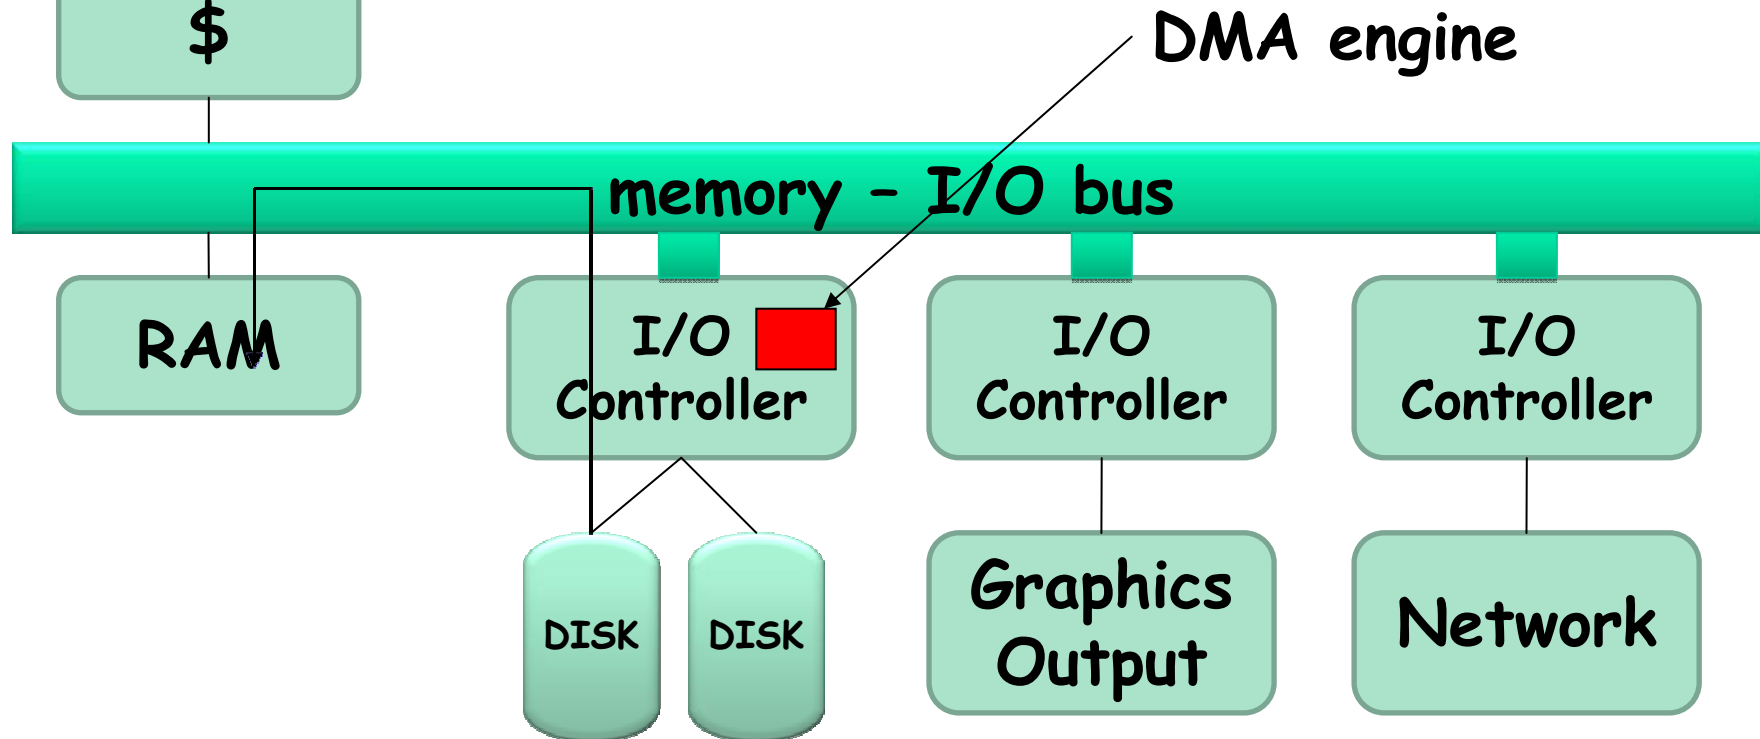 $
DMA engine
memory – I/O bus
RAM
I/O
Controller
I/O
Controller
I/O
Controller
DISK
DISK
Graphics
Output
Network